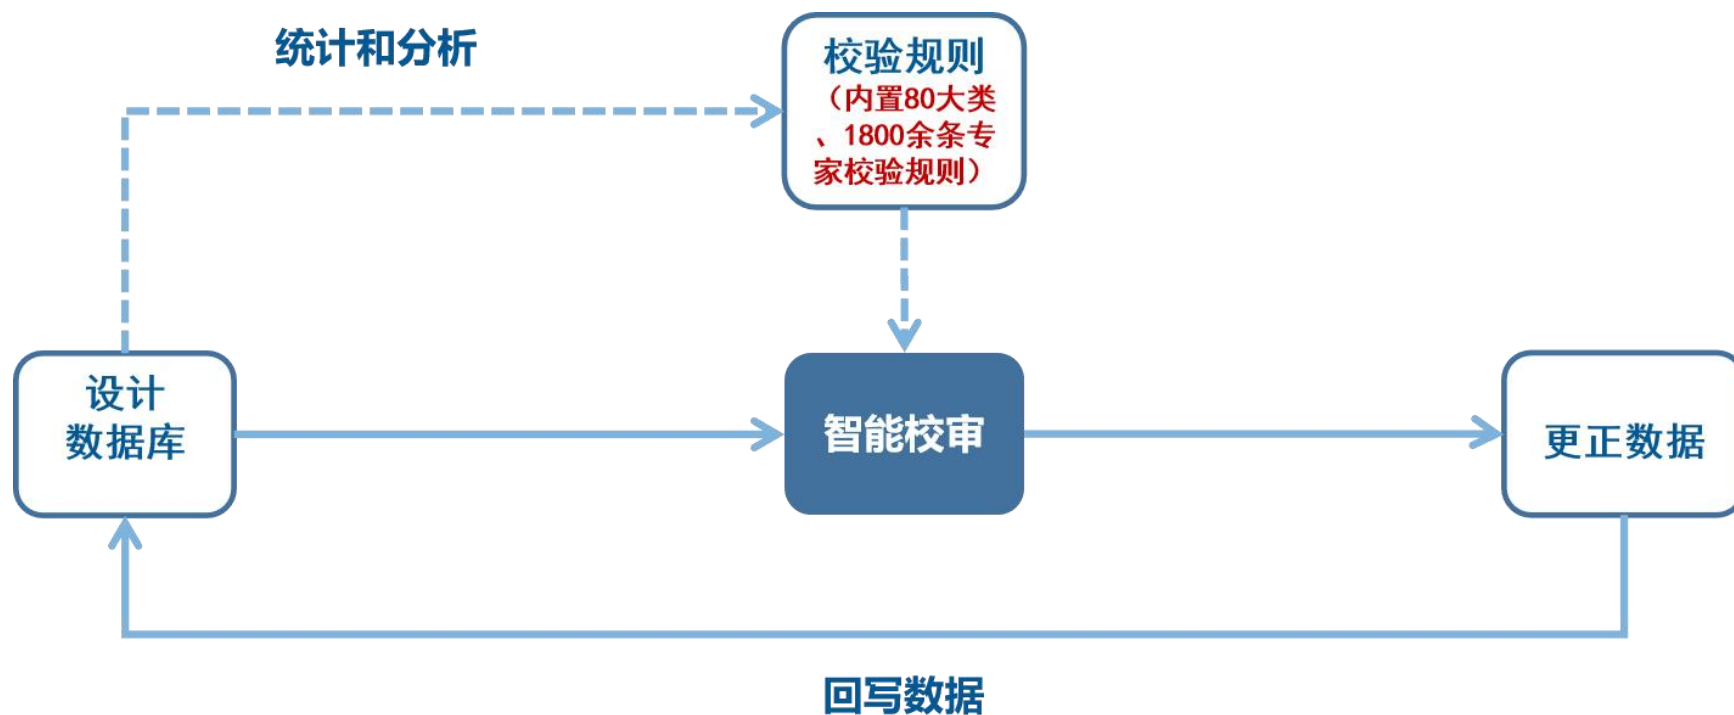 统计和分析
校验规则
（内置80大类
、1800余条专
家校验规则）
设计
数据库
智能校审
更正数据
回写数据